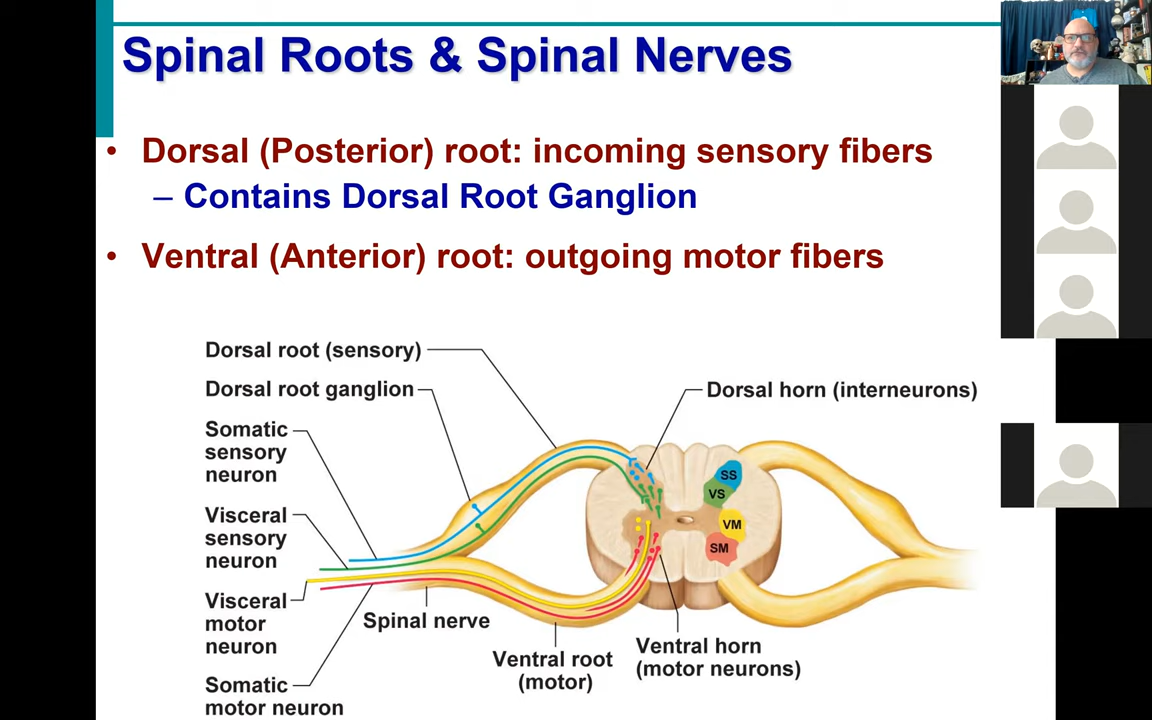 Spinal Roots & Spinal Nerves
• Dorsal (Posterior) root: incoming sensory fibers
– Contains Dorsal Root Ganglion
• Ventral (Anterior) root: outgoing motor fibers
Dorsal root (sensory)
Dorsal root ganglion
Somatic
sensory
neuron
Visceral
sensory
neuron
Visceral
motor
neuron
Somatic
motor neuron
Spinal nerve
Ventral root
(motor)
Ventral horn
(motor neurons)
Dorsal horn (interneurons)
SS
VS
VM
SM